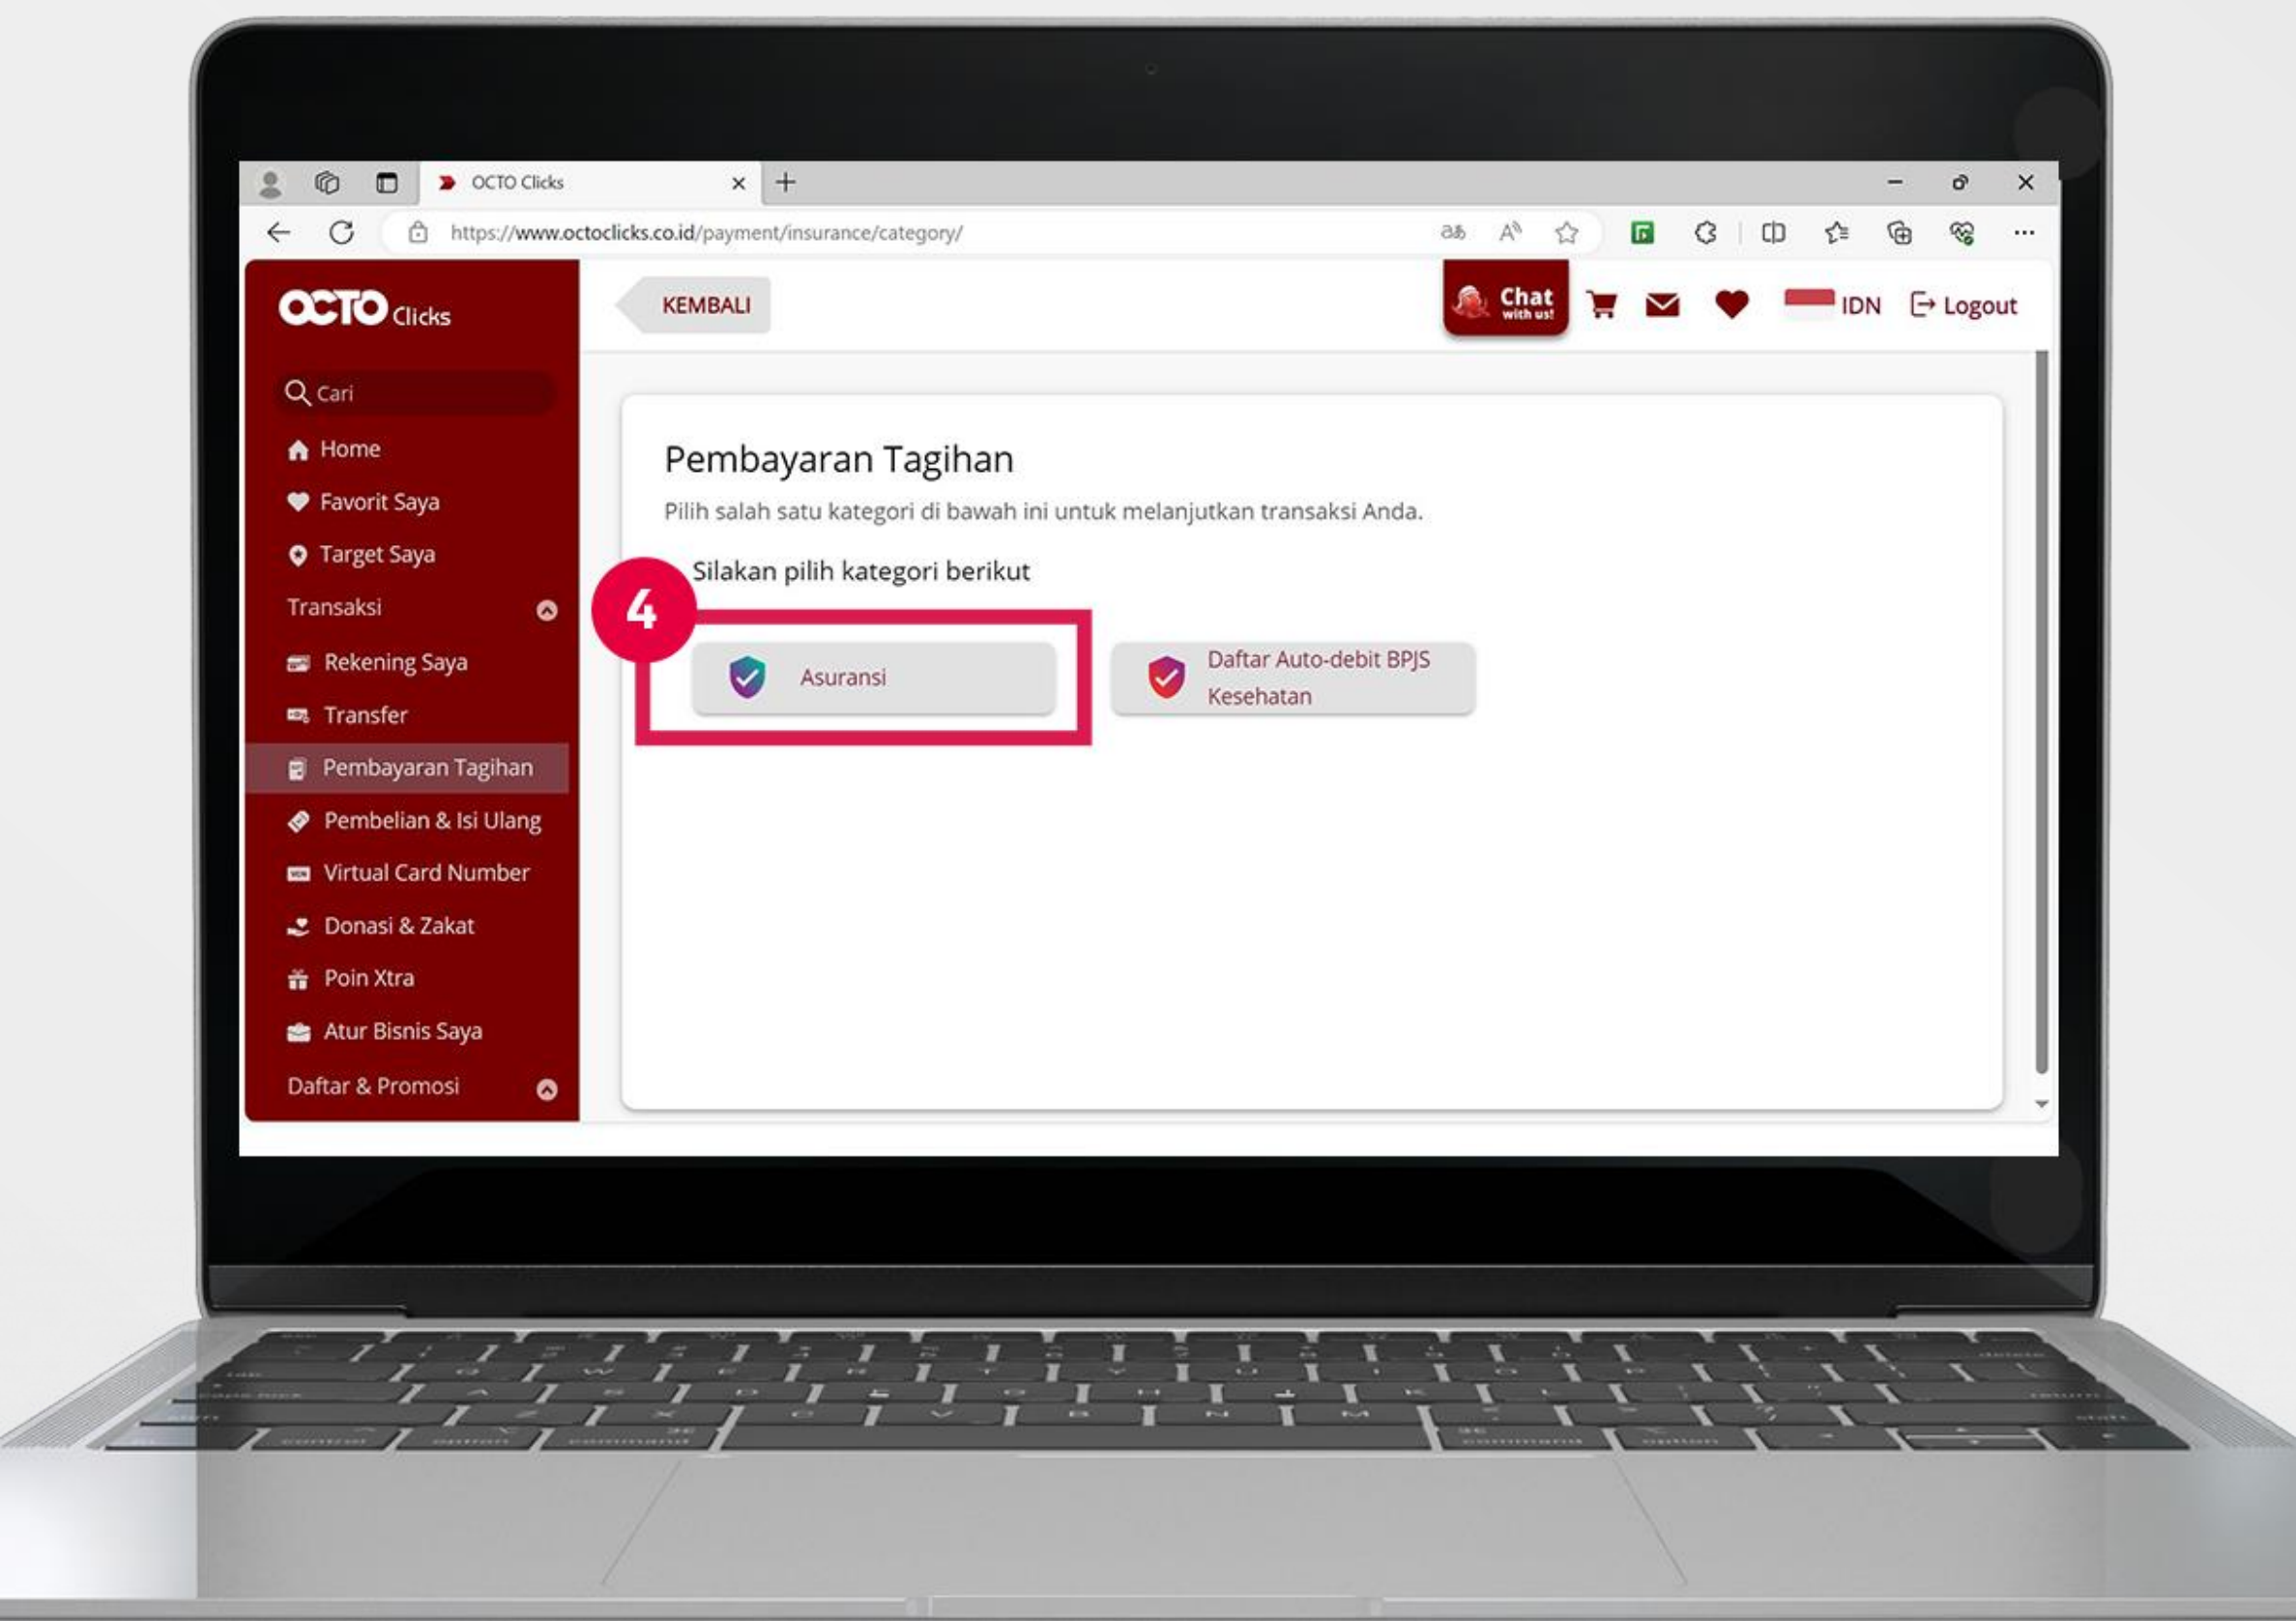 OCTO Clicks
https://www.octoclicks.co.id/payment/insurance/category/
OCTO Clicks
KEMBALI
Chat
with us!
IDN
Logout
Cari
Home
Favorit Saya
Target Saya
Transaksi
Rekening Saya
Transfer
Pembayaran Tagihan
Pembelian & Isi Ulang
Virtual Card Number
Donasi & Zakat
Poin Xtra
Atur Bisnis Saya
Daftar & Promosi
Pembayaran Tagihan
Pilih salah satu kategori di bawah ini untuk melanjutkan transaksi Anda.
Silakan pilih kategori berikut
4
Asuransi
Daftar Auto-debit BPJS
Kesehatan